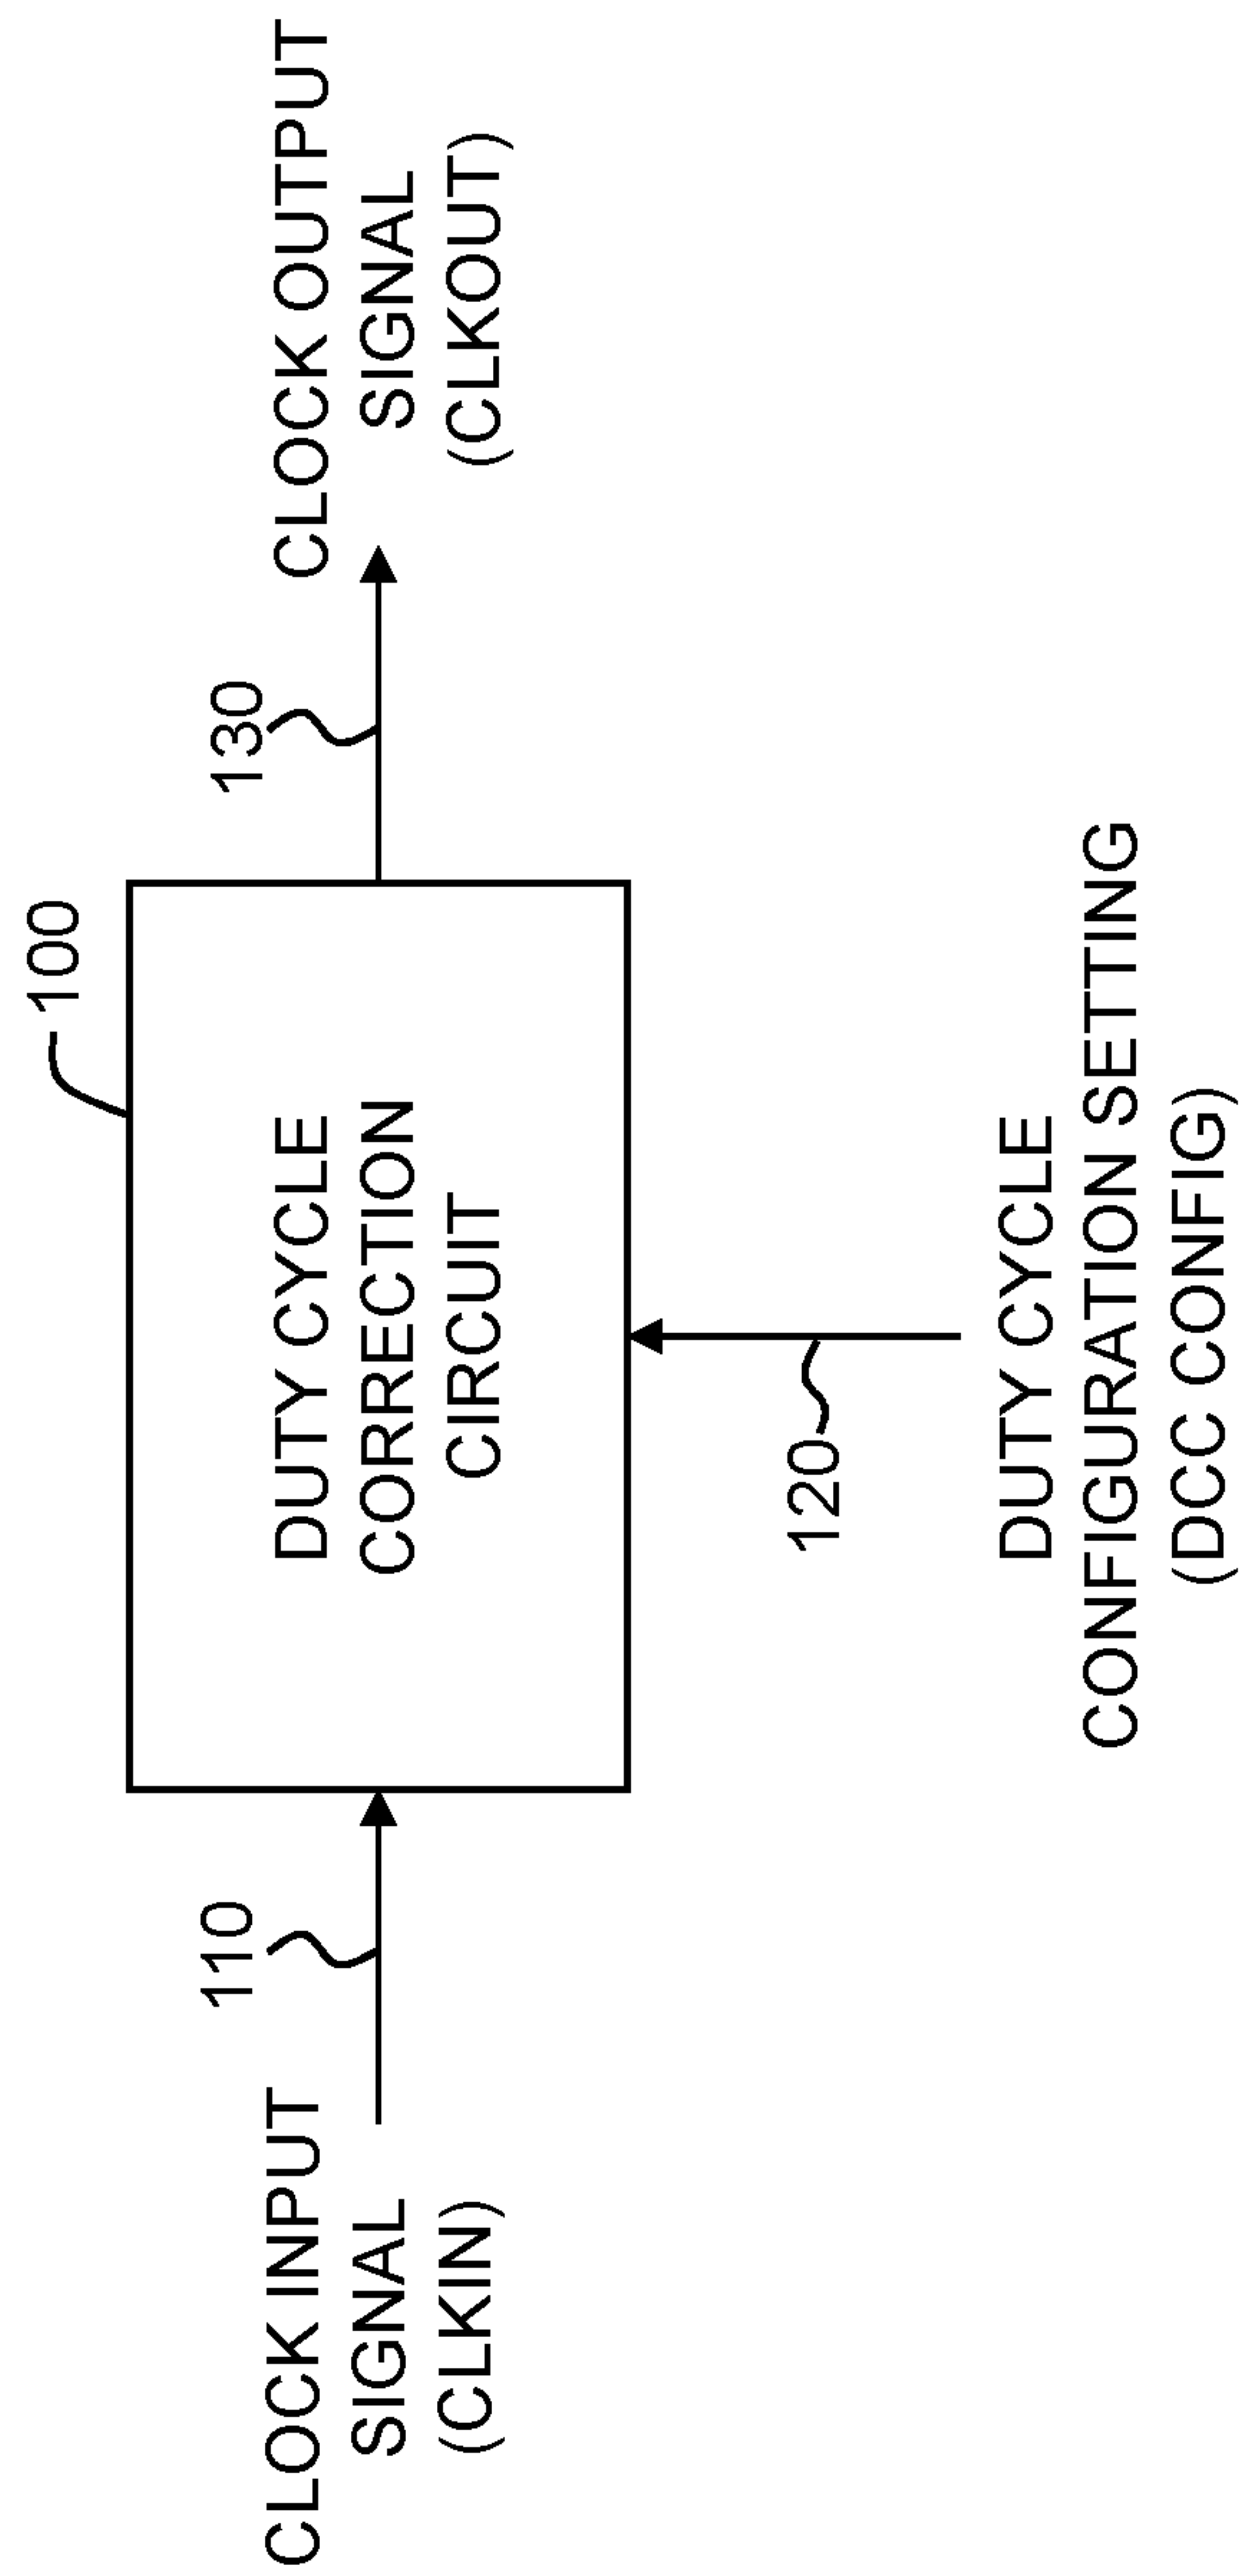 100
CLOCK INPUT
SIGNAL
(CLKIN)
110
DUTY CYCLE
CORRECTION
CIRCUIT
130
CLOCK OUTPUT
SIGNAL
(CLKOUT)
120
DUTY CYCLE
CONFIGURATION SETTING
(DCC CONFIG)